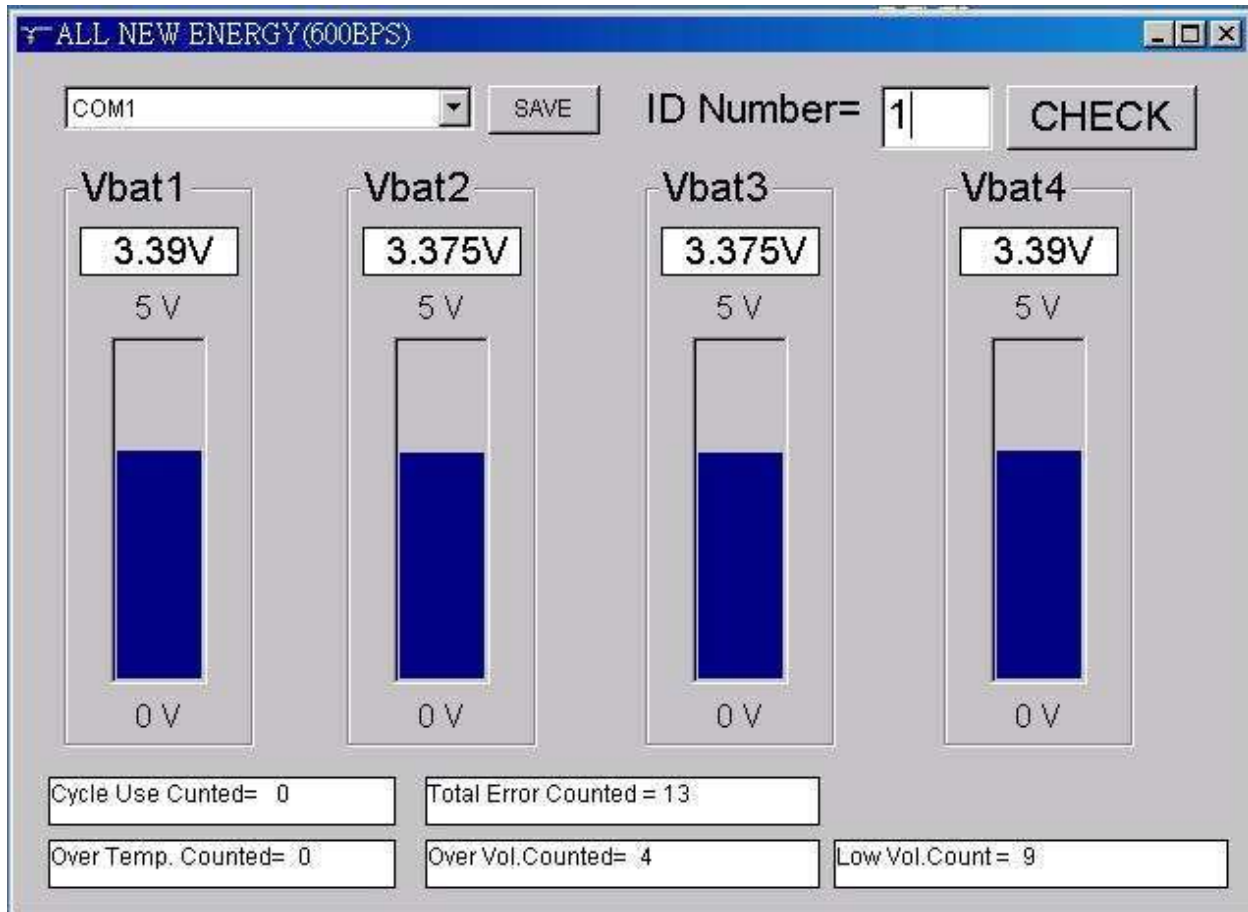 ALL NEW ENERGY(600BPS)
COM1
SAVE
ID Number=
1
CHECK
Vbat1
Vbat2
Vbat3
Vbat4
3.39V
3.375V
3.375V
3.39V
5 V
5 V
5 V
5 V
0 V
0 V
0 V
0 V
Cycle Use Cunted= 0
Total Error Counted = 13
Over Temp. Counted= 0
Over Vol.Counted= 4
Low Vol.Count = 9